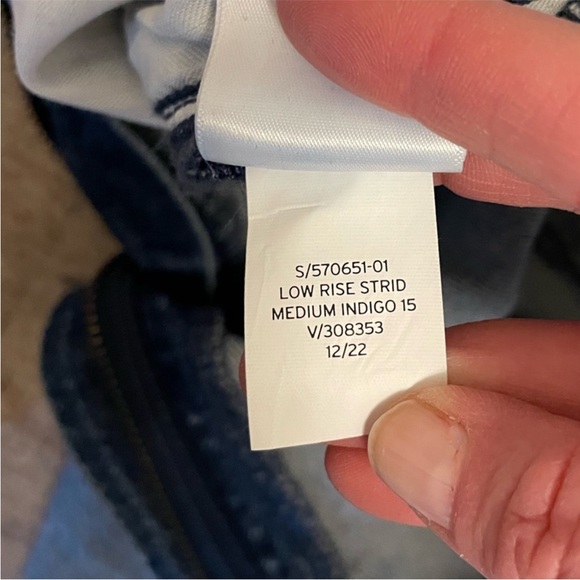 S/570651-01
LOW RISE STRID
MEDIUM INDIGO 15
V/308353
12/22